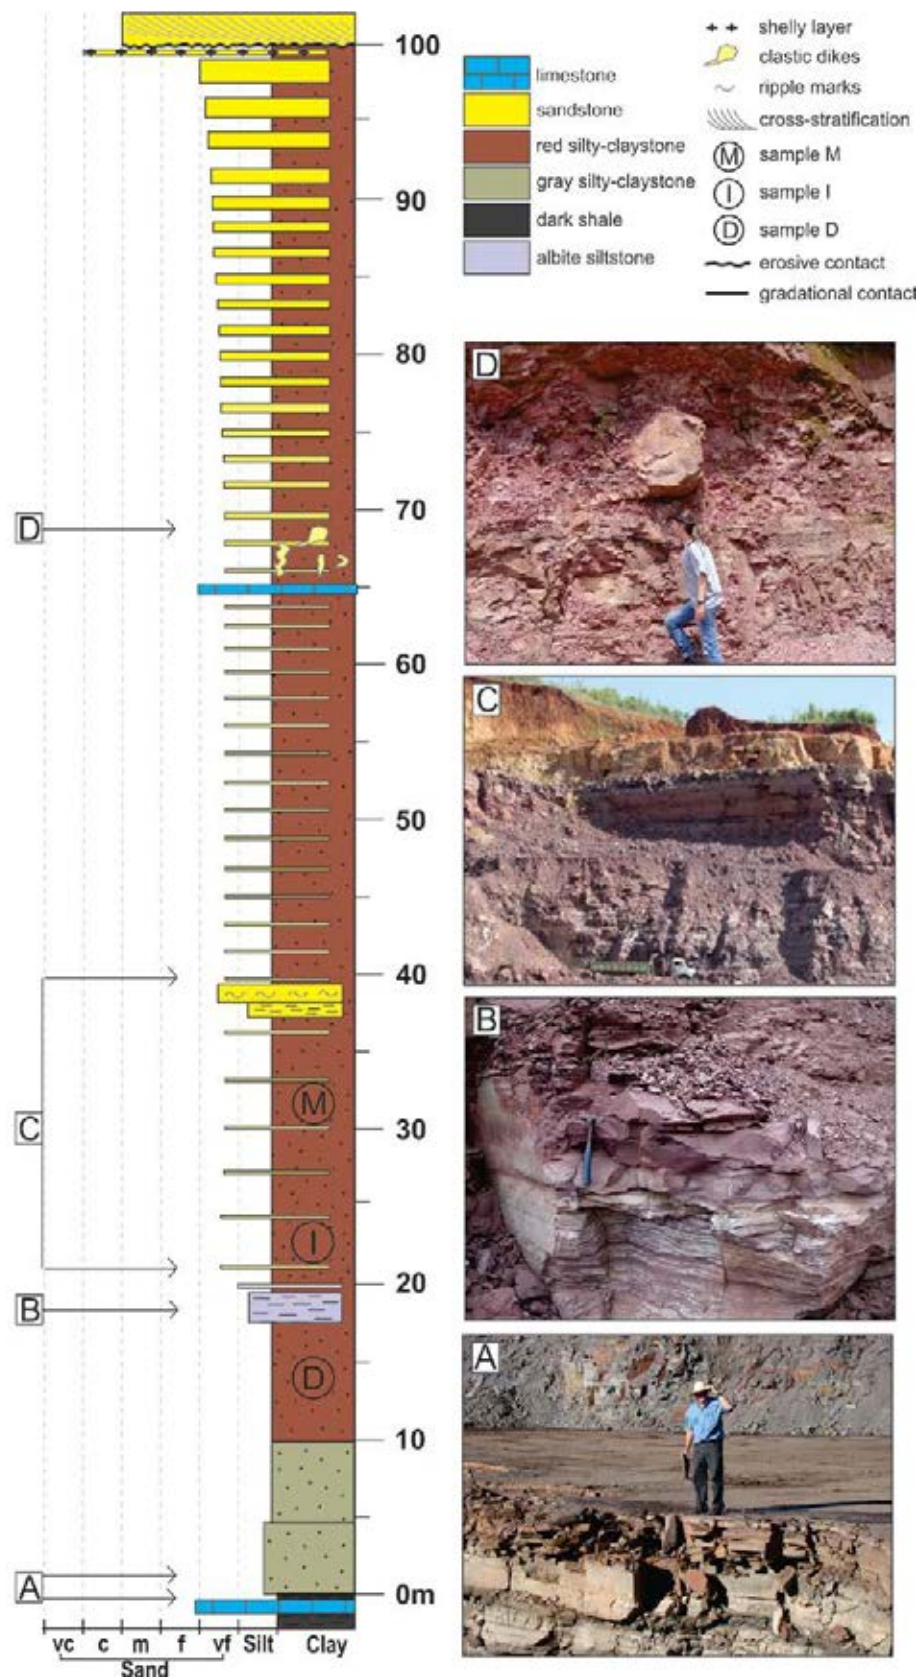 100
90
80
70
60
50
40
30
20
10
0m
D
C
B
A
M
I
D
vc c m f vf Silt Clay
Sand
limestone
sandstone
red silty-claystone
gray silty-claystone
dark shale
albite siltstone
shelly layer
clastic dikes
ripple marks
cross-stratification
M sample M
I sample I
D sample D
erosive contact
gradational contact
D
C
B
A